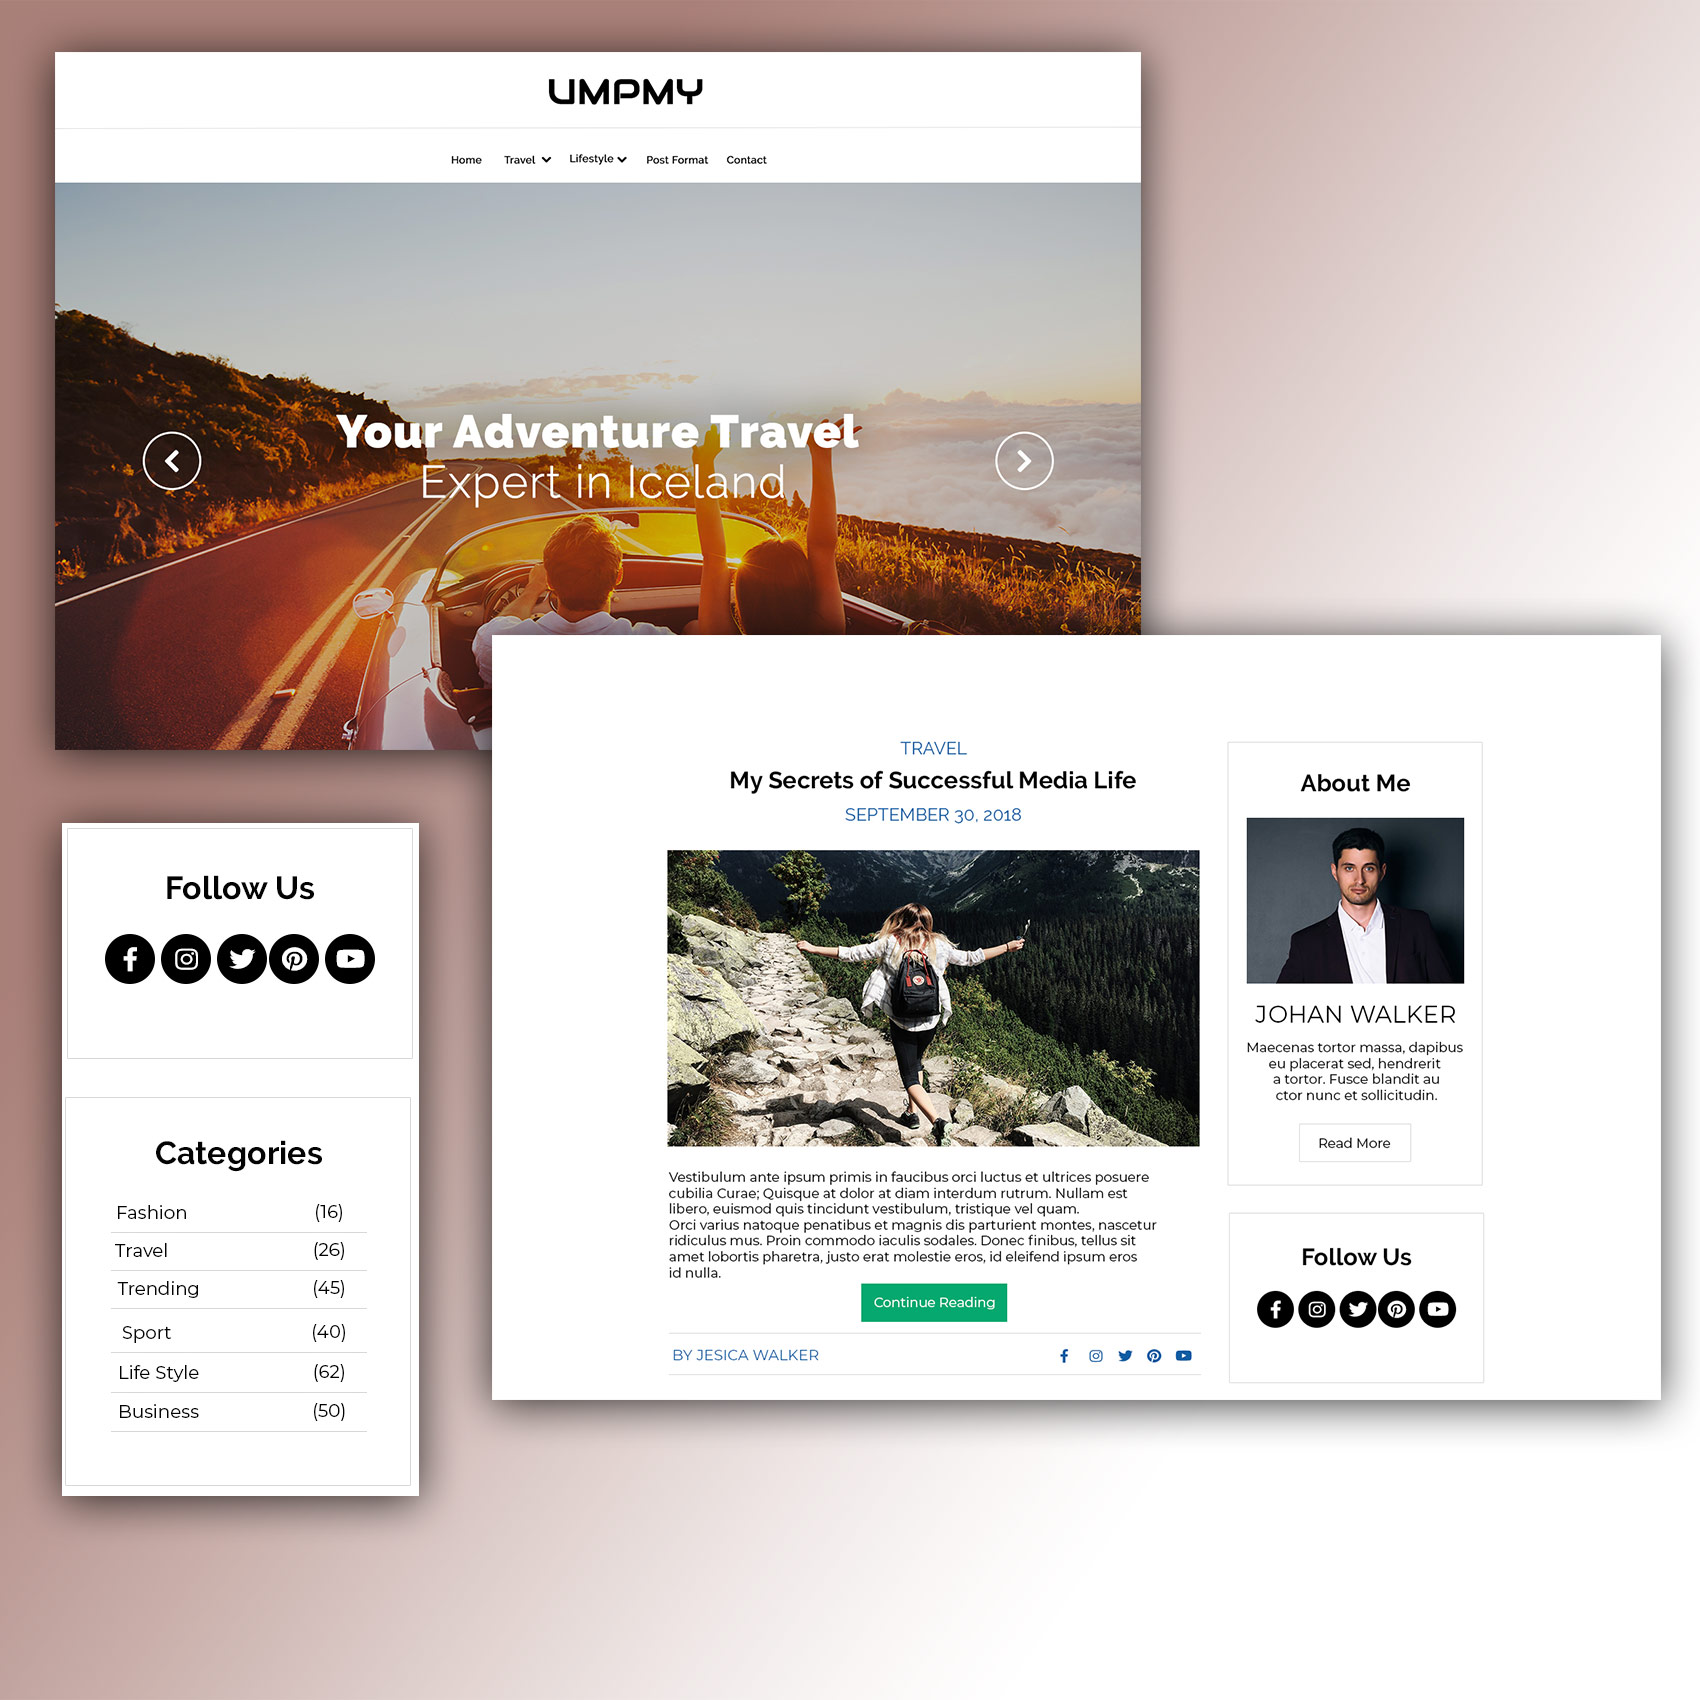 UMPMY
Home Travel Lifestyle Post Format Contact
Your Adventure Travel
Expert in Iceland
TRAVEL
My Secrets of Successful Media Life
SEPTEMBER 30, 2018
Vestibulum ante ipsum primis in faucibus orci luctus et ultrices posuere
cubilia Curae; Quisque at dolor at diam interdum rutrum. Nullam est
libero, euismod quis tincidunt vestibulum, tristique vel quam.
Orci varius natoque penatibus et magnis dis parturient montes, nascetur
ridiculus mus. Proin commodo iaculis sodales. Donec finibus, tellus sit
amet lobortis pharetra, justo erat molestie eros, id eleifend ipsum eros
id nulla.
Continue Reading
BY JESICA WALKER
About Me
JOHAN WALKER
Maecenas tortor massa, dapibus
eu placerat sed, hendrerit
a tortor. Fusce blandit au
ctor nunc et sollicitudin.
Read More
Follow Us
Follow Us
Categories
Fashion (16)
Travel (26)
Trending (45)
Sport (40)
Life Style (62)
Business (50)